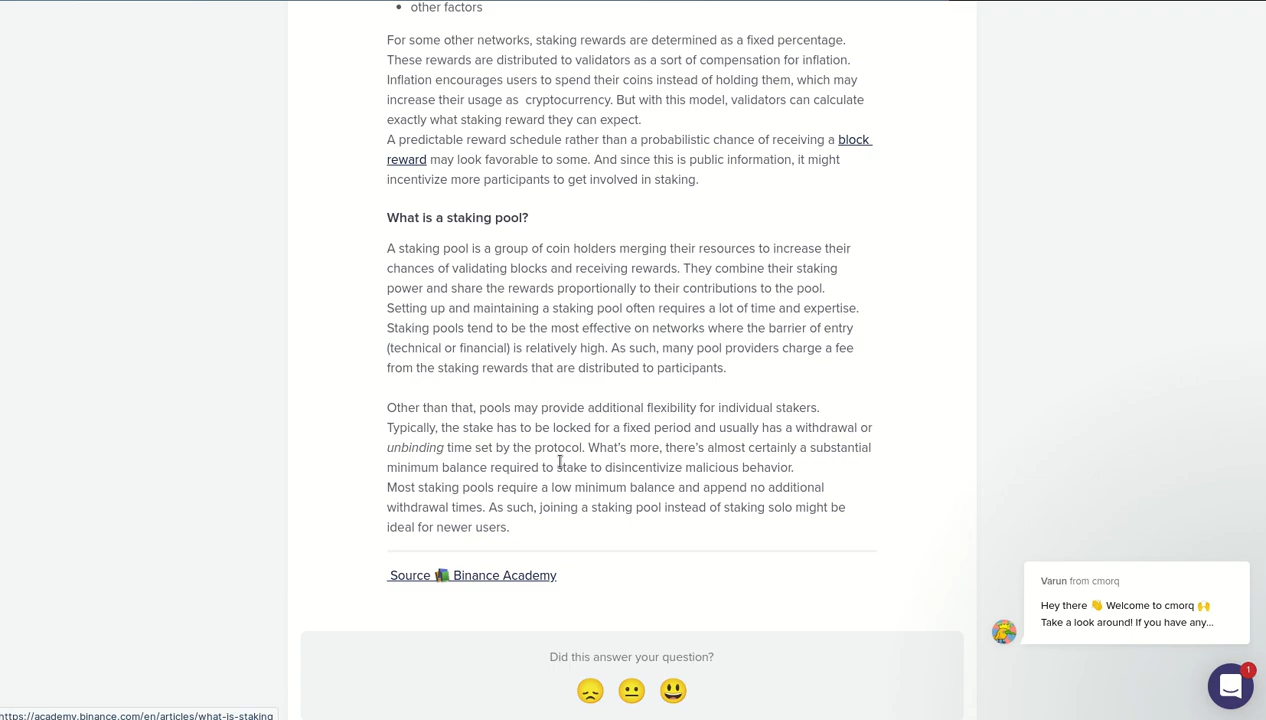 other factors
For some other networks, staking rewards are determined as a fixed percentage.
These rewards are distributed to validators as a sort of compensation for inflation.
Inflation encourages users to spend their coins instead of holding them, which may
increase their usage as  cryptocurrency. But with this model, validators can calculate
exactly what staking reward they can expect.
A predictable reward schedule rather than a probabilistic chance of receiving a block
reward may look favorable to some. And since this is public information, it might
incentivize more participants to get involved in staking.
What is a staking pool?
A staking pool is a group of coin holders merging their resources to increase their
chances of validating blocks and receiving rewards. They combine their staking
power and share the rewards proportionally to their contributions to the pool.
Setting up and maintaining a staking pool often requires a lot of time and expertise.
Staking pools tend to be the most effective on networks where the barrier of entry
(technical or financial) is relatively high. As such, many pool providers charge a fee
from the staking rewards that are distributed to participants.
Other than that, pools may provide additional flexibility for individual stakers.
Typically, the stake has to be locked for a fixed period and usually has a withdrawal or
unbinding time set by the protocol. What's more, there's almost certainly a substantial
minimum balance required to stake to disincentivize malicious behavior.
Most staking pools require a low minimum balance and append no additional
withdrawal times. As such, joining a staking pool instead of staking solo might be
ideal for newer users.
Source Binance Academy
Did this answer your question?
Varun from cmorq
Hey there 👋 Welcome to cmorq 🙌
Take a look around! If you have any...
1
https://academy.binance.com/en/articles/what-is-staking